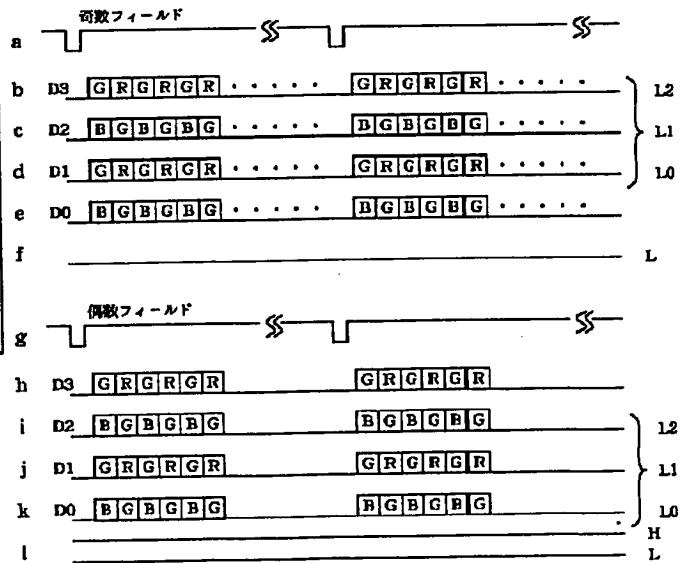 奇数フィールド
a
b D3 G R G R G R · · · · · G R G R G R · · · · · L2
c D2 B G B G B G · · · · · B G B G B G · · · · · L1
d D1 G R G R G R · · · · · G R G R G R · · · · · L0
e D0 B G B G B G · · · · · B G B G B G · · · · ·
f L
偶数フィールド
g
h D3 G R G R G R G R G R G R
i D2 B G B G B G B G B G B G L2
j D1 G R G R G R G R G R G R L1
k D0 B G B G B G B G B G B G L0
H
l L